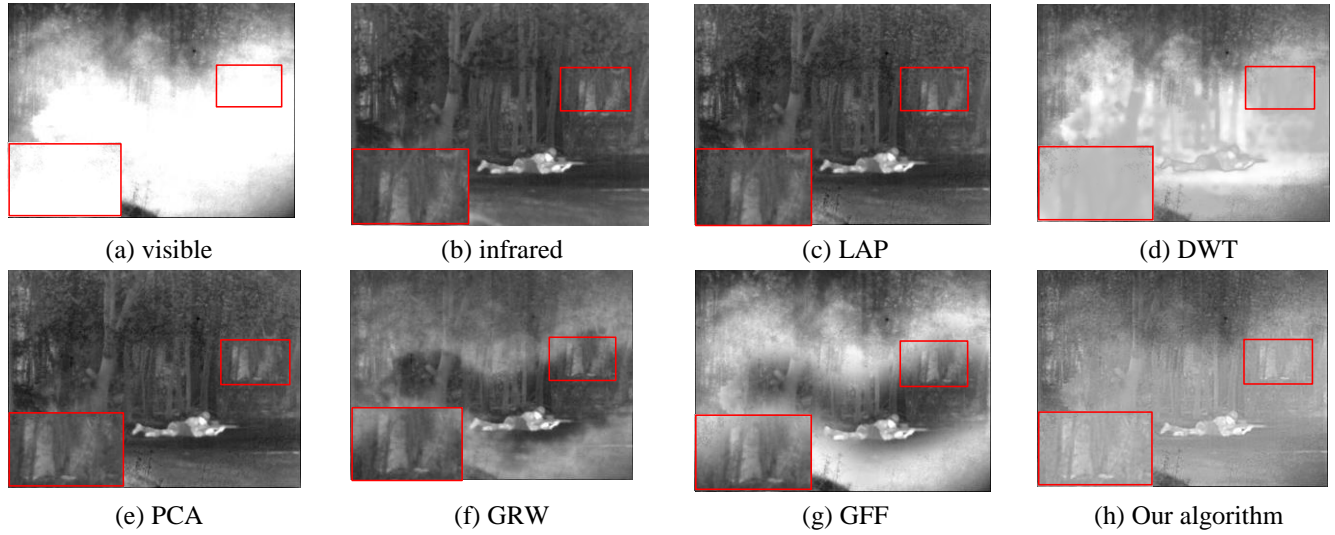 (a) visible
(b) infrared
(c) LAP
(d) DWT
(e) PCA
(f) GRW
(g) GFF
(h) Our algorithm